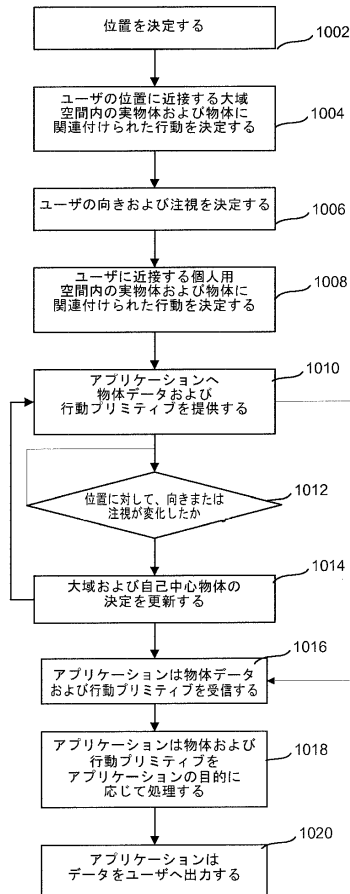 位置を決定する
1002
ユーザの位置に近接する大域
空間内の実物体および物体に
関連付けられた行動を決定する
1004
ユーザの向きおよび注視を決定する
1006
ユーザに近接する個人用
空間内の実物体および物体に
関連付けられた行動を決定する
1008
アプリケーションへ
物体データおよび
行動プリミティブを提供する
1010
位置に対して、向きまたは
注視が変化したか
1012
大域および自己中心物体の
決定を更新する
1014
アプリケーションは物体データ
および行動プリミティブを受信する
1016
アプリケーションは物体および
行動プリミティブを
アプリケーションの目的に
応じて処理する
1018
アプリケーションは
データをユーザへ出力する
1020